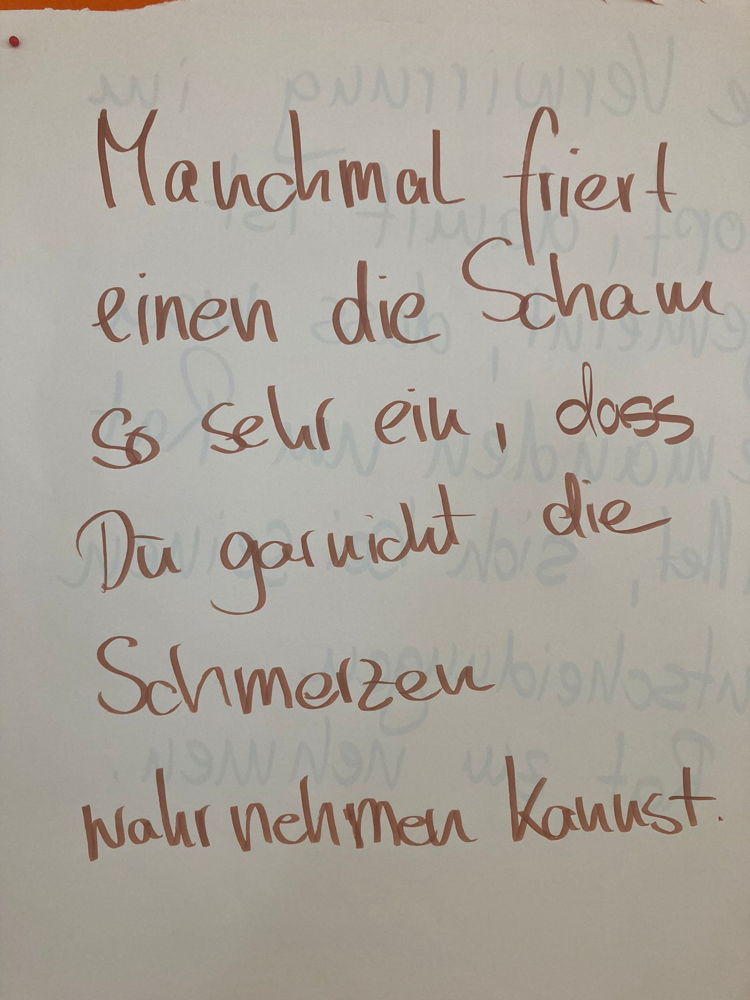 Manchmal friert
einen die Scham
so sehr ein, dass
Du garnicht die
Schmerzen
wahrnehmen kannst.